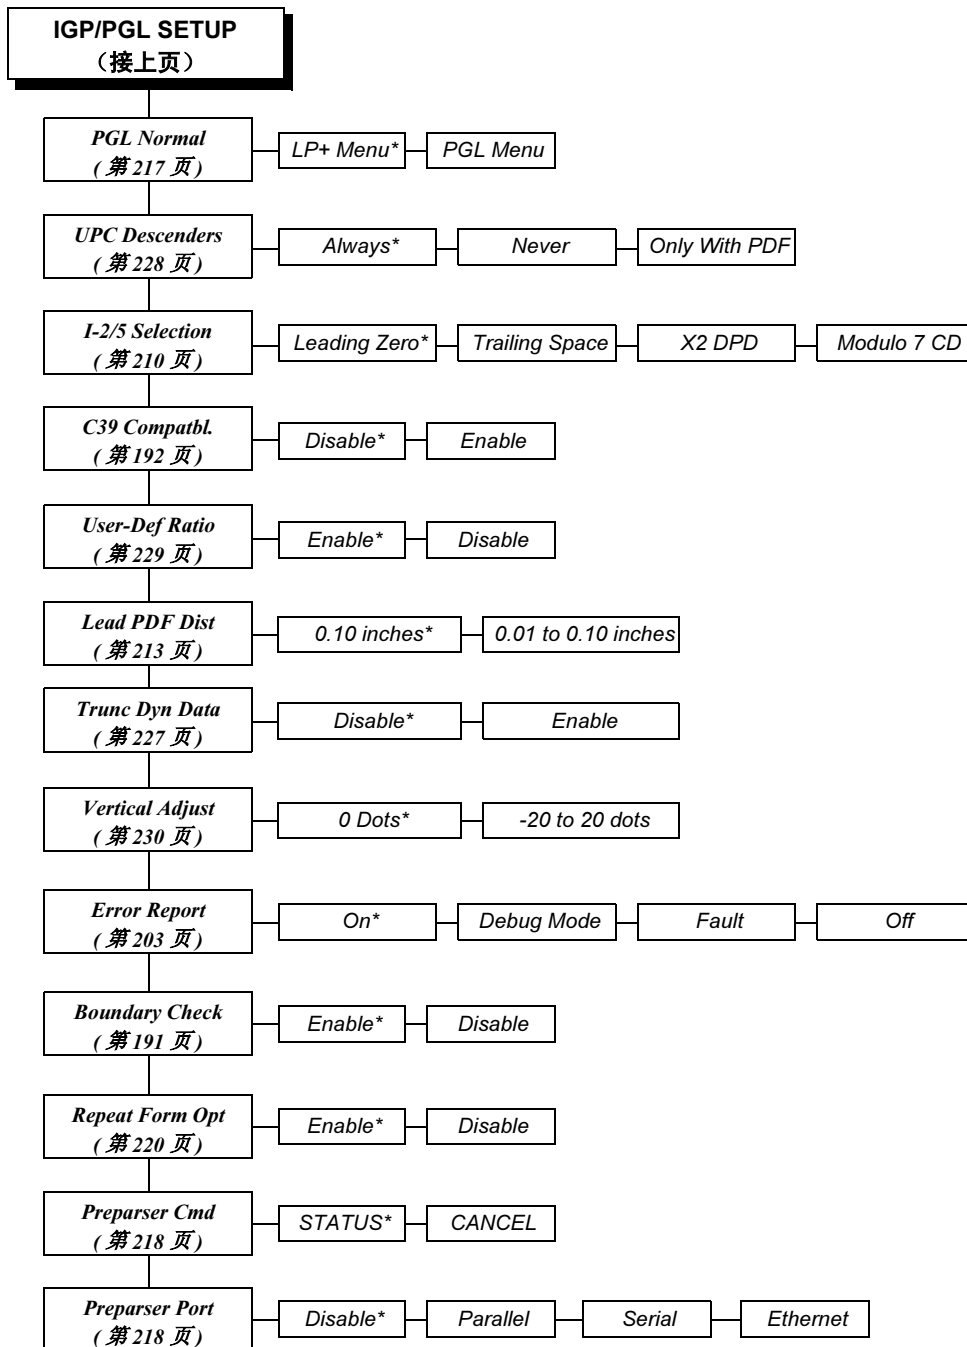 IGP/PGL SETUP
（接上页）
PGL Normal
( 第 217 页 )
LP+ Menu*
PGL Menu
UPC Descenders
( 第 228 页 )
Always*
Never
Only With PDF
I-2/5 Selection
( 第 210 页 )
Leading Zero*
Trailing Space
X2 DPD
Modulo 7 CD
C39 Compatbl.
( 第 192 页 )
Disable*
Enable
User-Def Ratio
( 第 229 页 )
Enable*
Disable
Lead PDF Dist
( 第 213 页 )
0.10 inches*
0.01 to 0.10 inches
Trunc Dyn Data
( 第 227 页 )
Disable*
Enable
Vertical Adjust
( 第 230 页 )
0 Dots*
-20 to 20 dots
Error Report
( 第 203 页 )
On*
Debug Mode
Fault
Off
Boundary Check
( 第 191 页 )
Enable*
Disable
Repeat Form Opt
( 第 220 页 )
Enable*
Disable
Preparser Cmd
( 第 218 页 )
STATUS*
CANCEL
Preparser Port
( 第 218 页 )
Disable*
Parallel
Serial
Ethernet